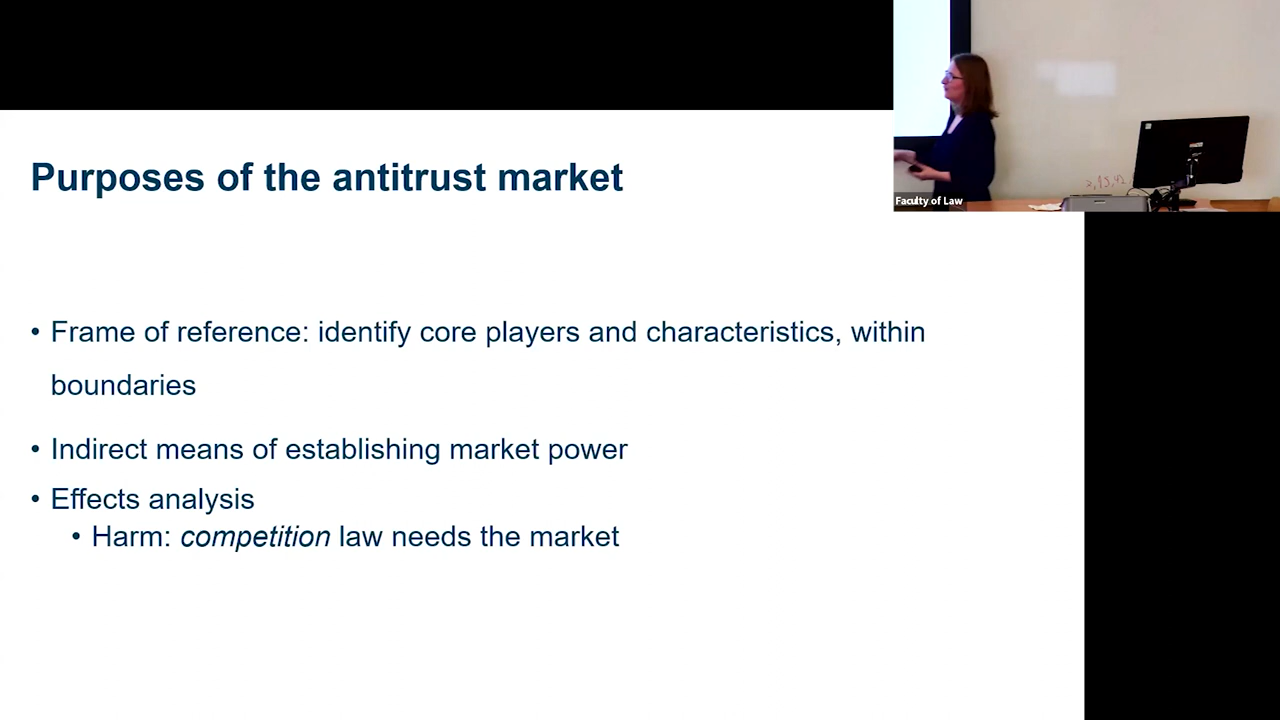 Purposes of the antitrust market
Faculty of Law
• Frame of reference: identify core players and characteristics, within
boundaries
• Indirect means of establishing market power
• Effects analysis
• Harm: competition law needs the market